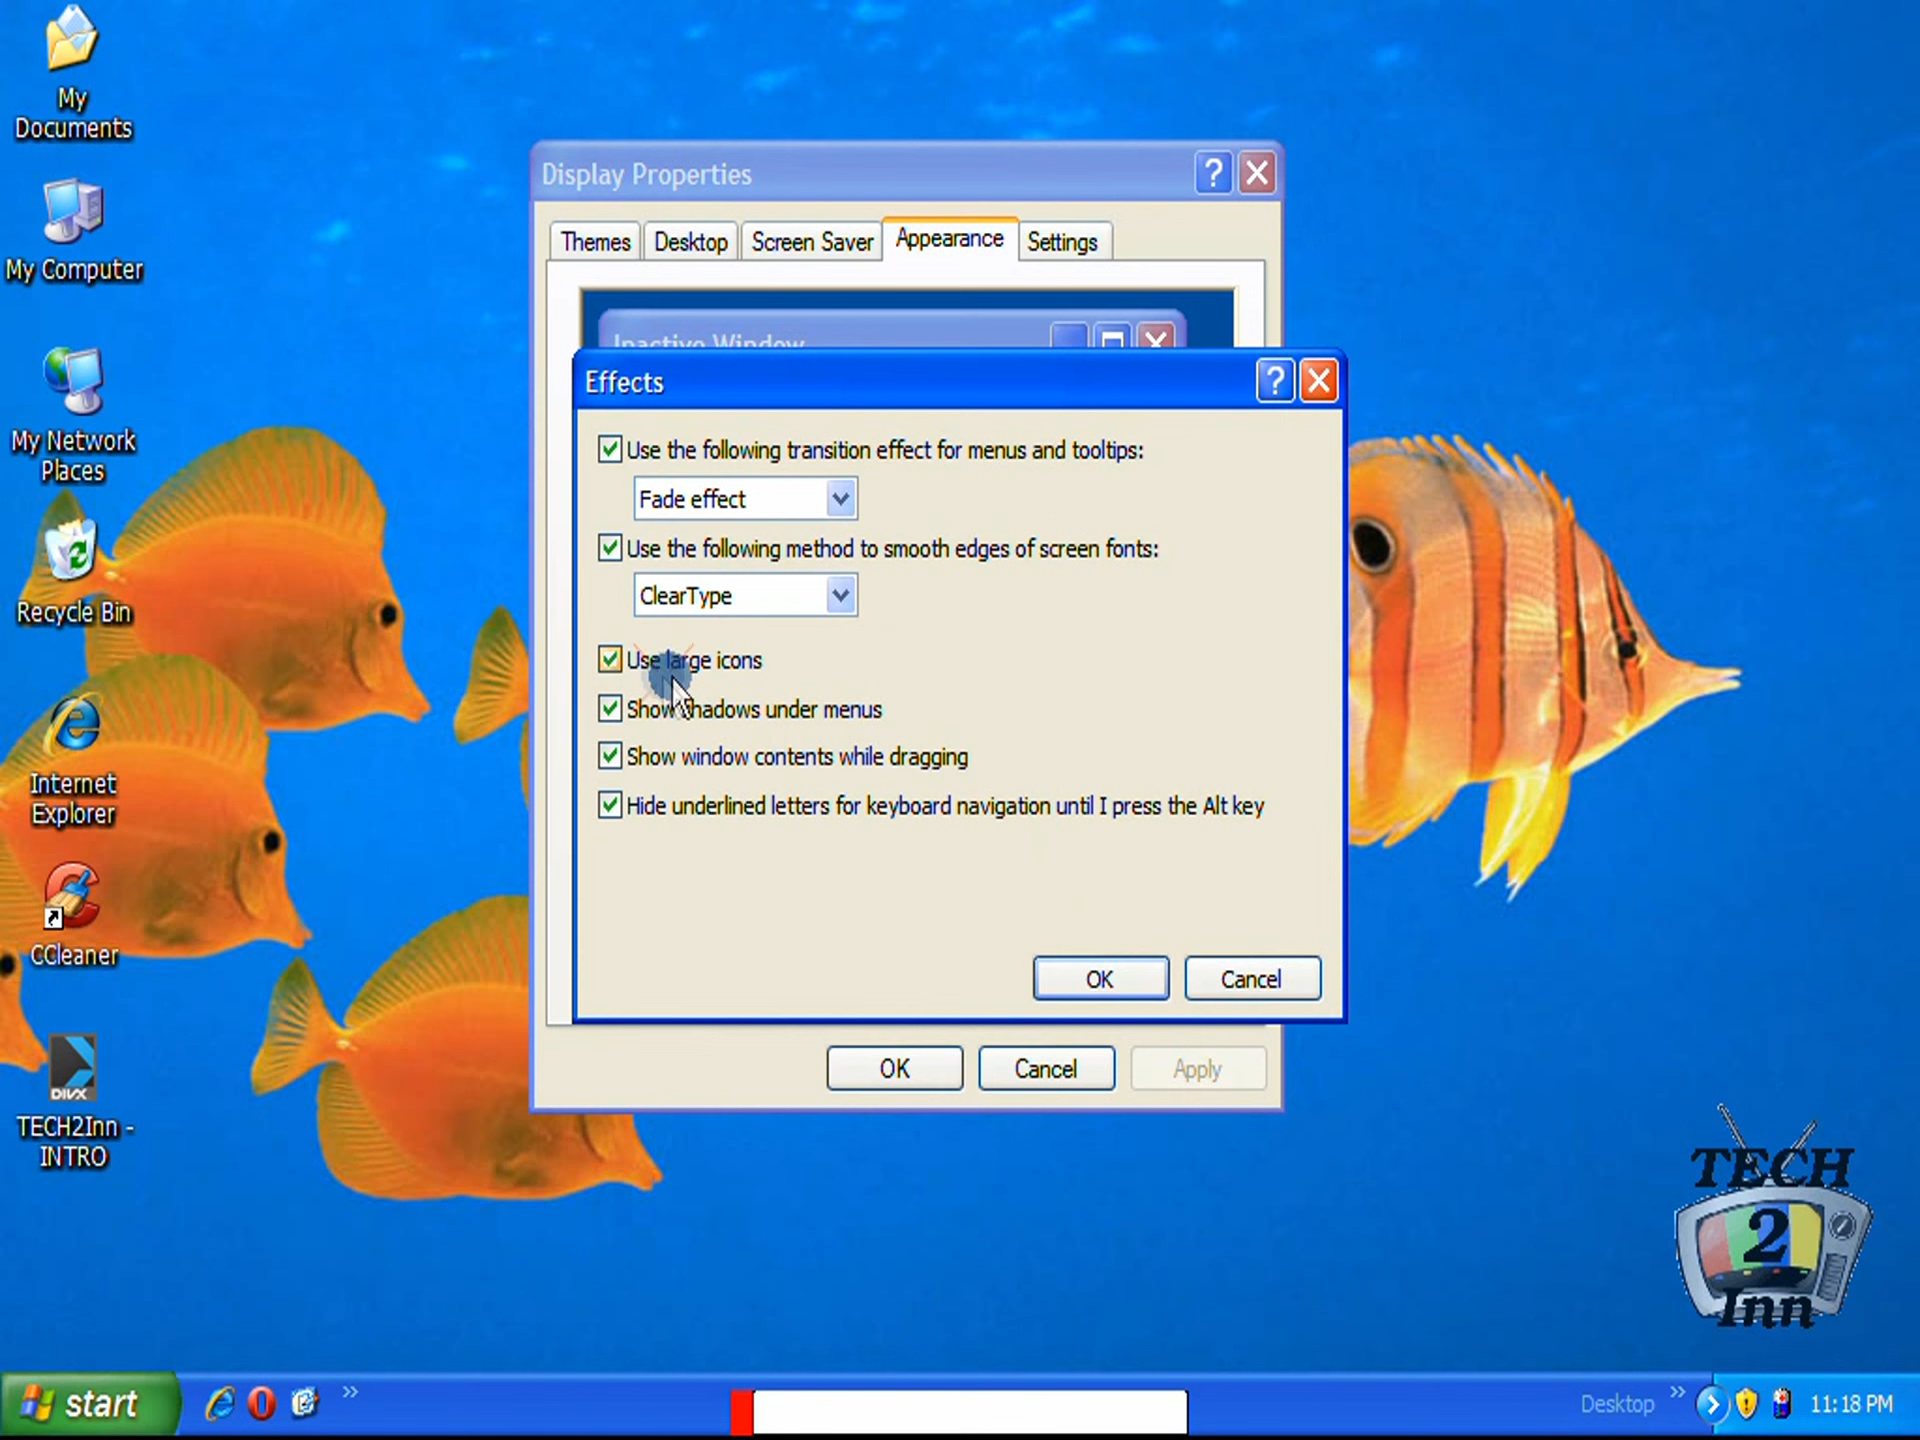 My
Documents
My Computer
My Network
Places
Recycle Bin
Internet
Explorer
CCleaner
DIVX
TECH2Inn -
INTRO
Display Properties
Themes Desktop Screen Saver Appearance Settings
Inactive Window
Effects
Use the following transition effect for menus and tooltips:
Fade effect
Use the following method to smooth edges of screen fonts:
ClearType
Use large icons
Show shadows under menus
Show window contents while dragging
Hide underlined letters for keyboard navigation until I press the Alt key
OK Cancel
OK Cancel Apply
TECH
2
Inn
start
Desktop
11:18 PM